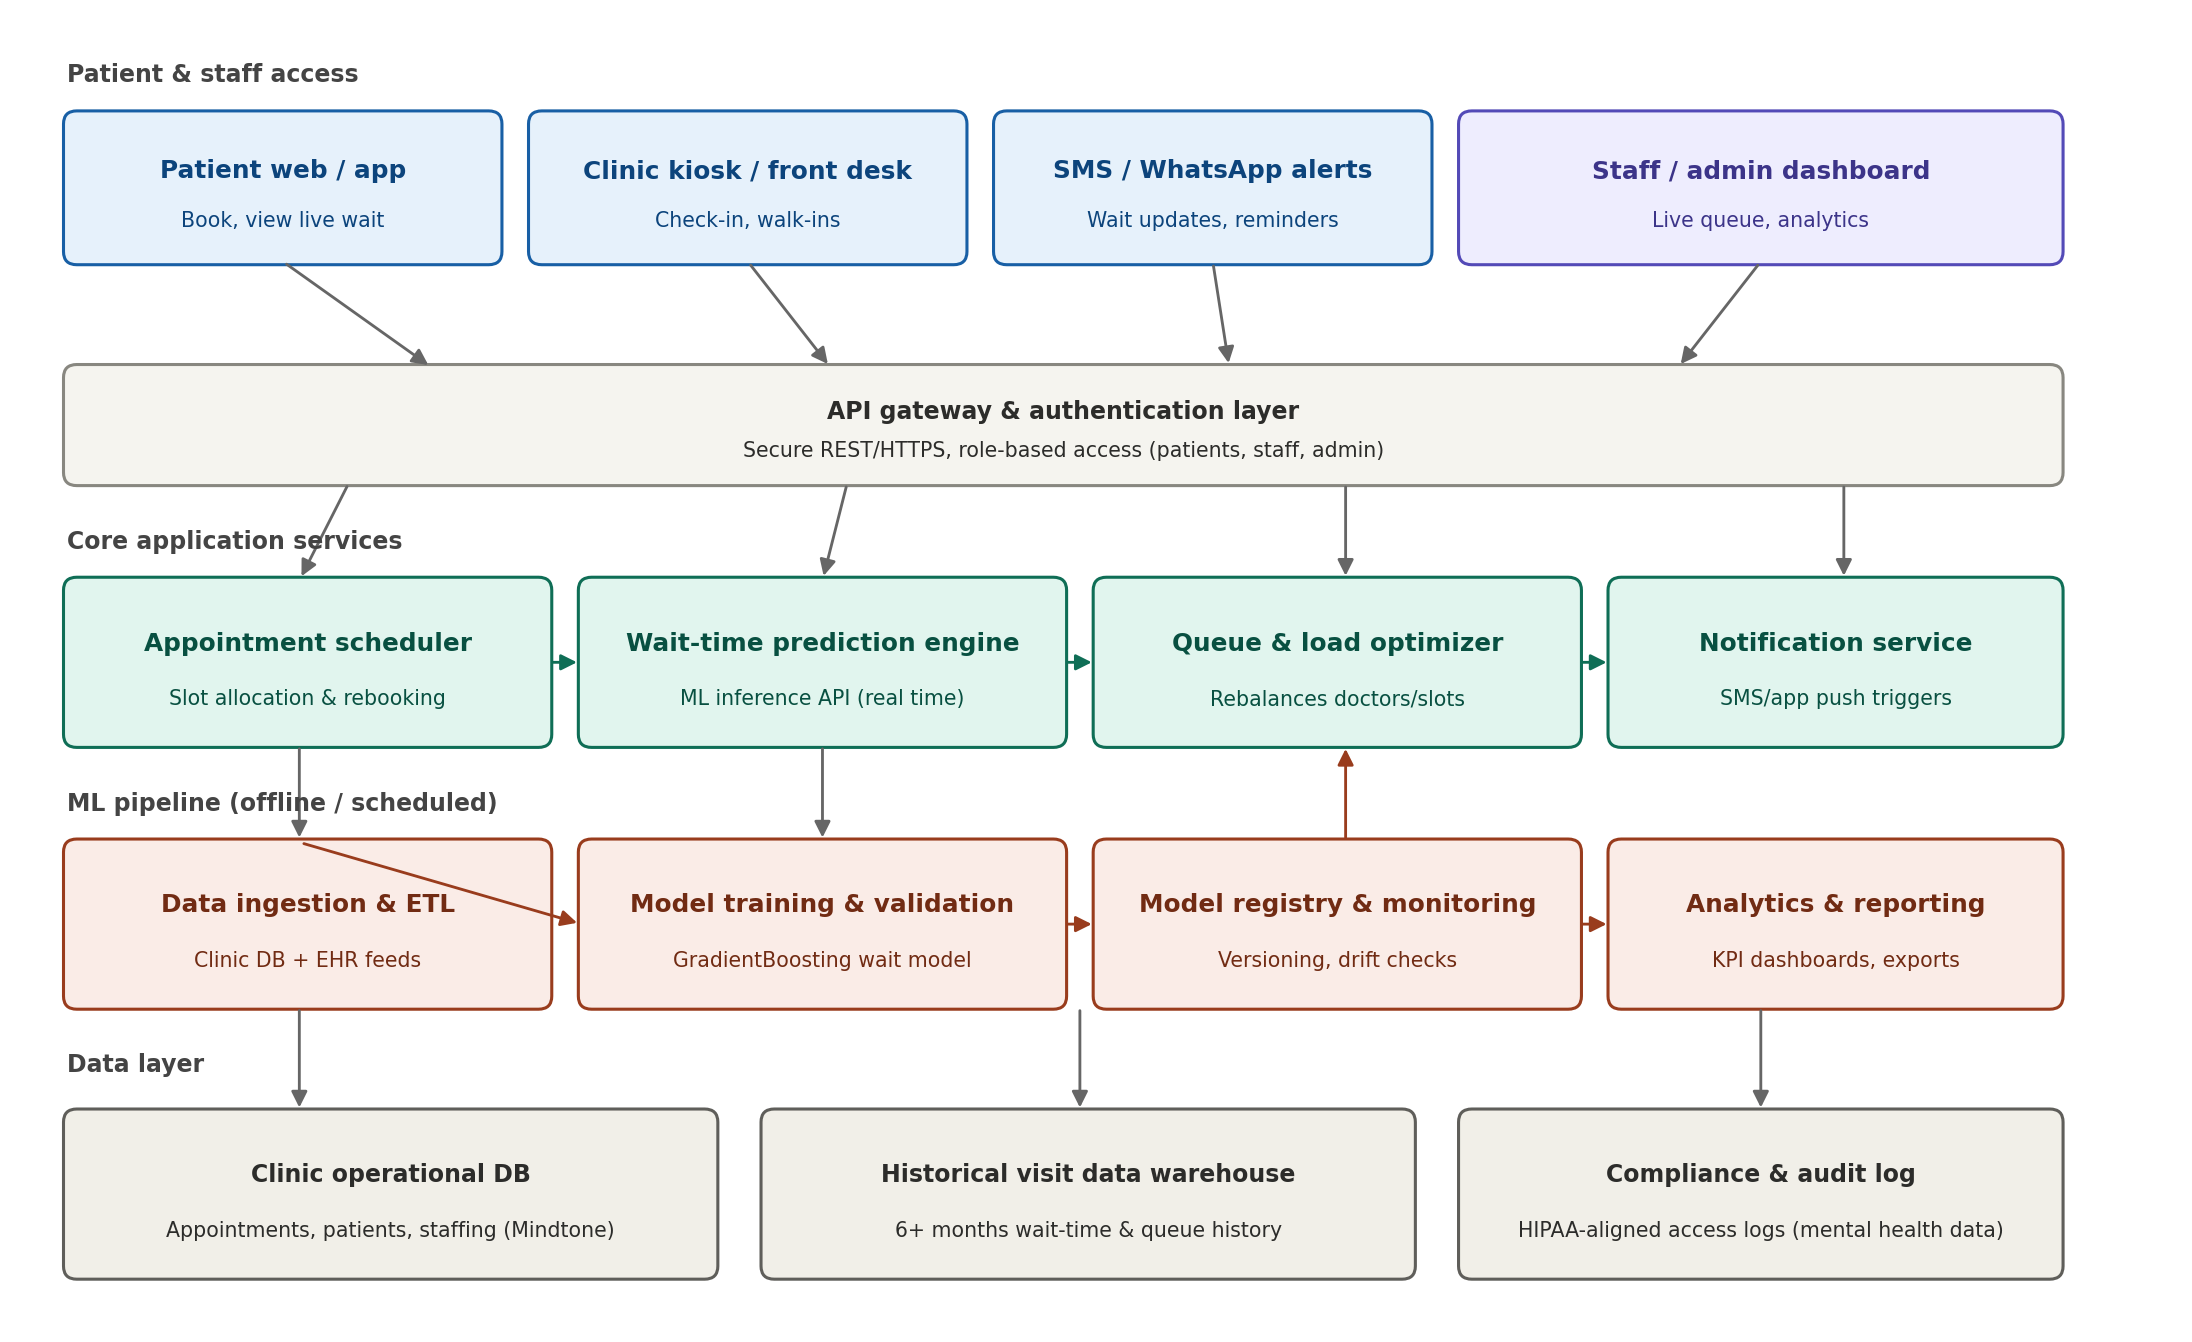 Patient & staff access
Patient web / app
Book, view live wait
Clinic kiosk / front desk
Check-in, walk-ins
SMS / WhatsApp alerts
Wait updates, reminders
Staff / admin dashboard
Live queue, analytics
API gateway & authentication layer
Secure REST/HTTPS, role-based access (patients, staff, admin)
Core application services
Appointment scheduler
Slot allocation & rebooking
Wait-time prediction engine
ML inference API (real time)
Queue & load optimizer
Rebalances doctors/slots
Notification service
SMS/app push triggers
ML pipeline (offline / scheduled)
Data ingestion & ETL
Clinic DB + EHR feeds
Model training & validation
GradientBoosting wait model
Model registry & monitoring
Versioning, drift checks
Analytics & reporting
KPI dashboards, exports
Data layer
Clinic operational DB
Appointments, patients, staffing (Mindtone)
Historical visit data warehouse
6+ months wait-time & queue history
Compliance & audit log
HIPAA-aligned access logs (mental health data)